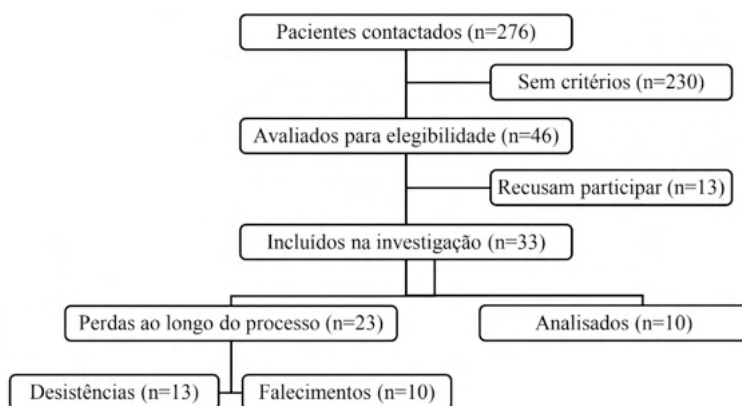 Pacientes contactados (n=276)
Sem critérios (n=230)
Avaliados para elegibilidade (n=46)
Recusam participar (n=13)
Incluídos na investigação (n=33)
Perdas ao longo do processo (n=23)
Analisados (n=10)
Desistências (n=13)
Falecimentos (n=10)